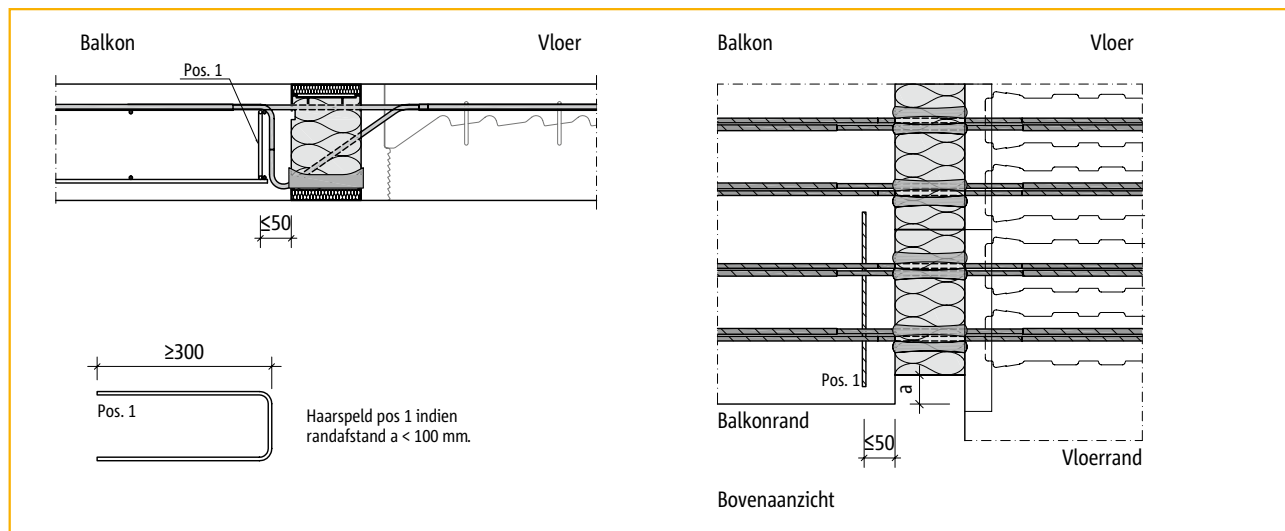 Balkon
Vloer
Pos. 1
≤50
≥300
Pos. 1
Haarspeld pos 1 indien
randafstand a < 100 mm.
Balkon
Vloer
Pos. 1
a
Balkonrand
≤50
Vloerrand
Bovenaanzicht